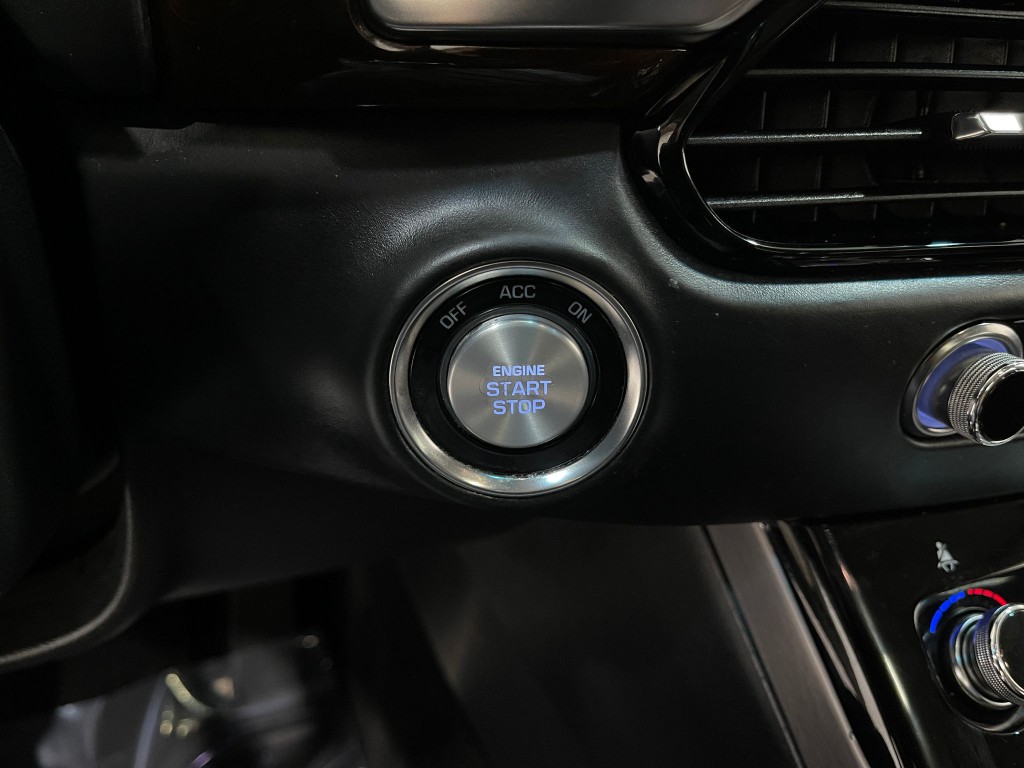 OFF ACC ON
ENGINE
START
STOP